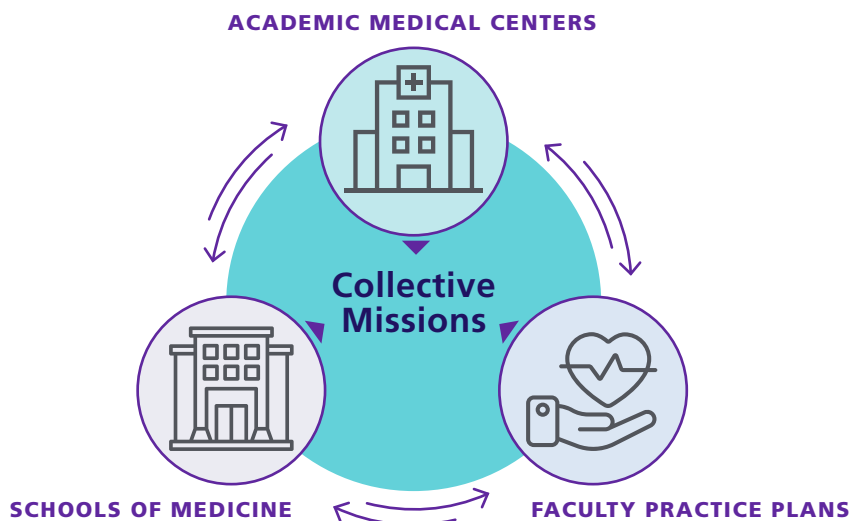 ACADEMIC MEDICAL CENTERS
Collective
Missions
SCHOOLS OF MEDICINE
FACULTY PRACTICE PLANS